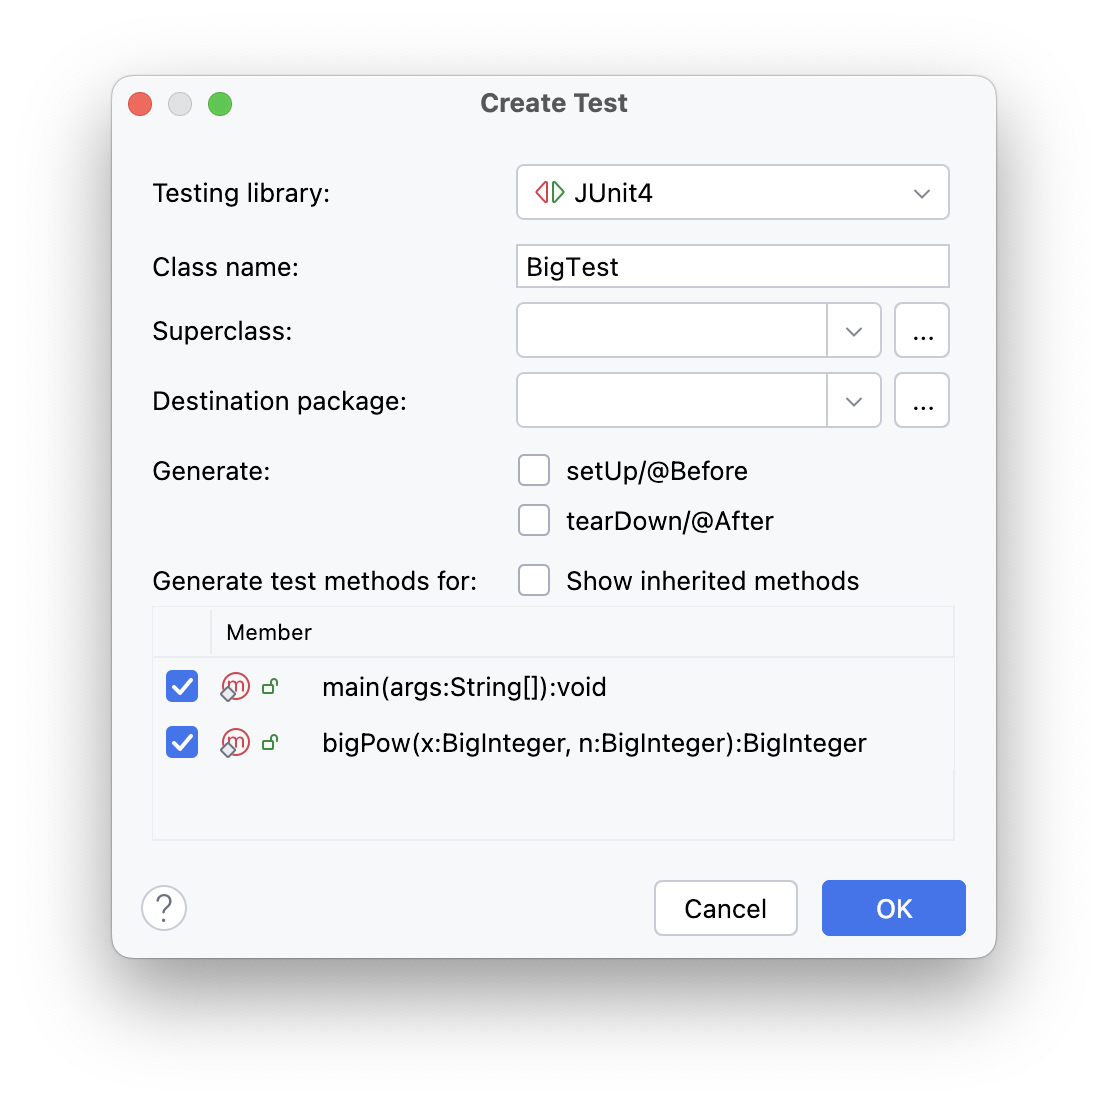 Create Test
Testing library: JUnit4
Class name: BigTest
Superclass: ...
Destination package: ...
Generate: setUp/@Before
tearDown/@After
Generate test methods for: Show inherited methods
Member
m main(args:String[]):void
m bigPow(x:BigInteger, n:BigInteger):BigInteger
? Cancel OK